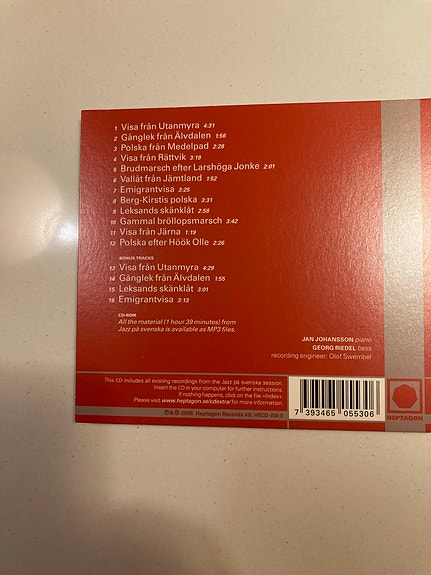 1 Visa från Utanmyra 4:31
2 Gånglek från Älvdalen 1:56
3 Polska från Medelpad 2:28
4 Visa från Rättvik 3:19
5 Brudmarsch efter Larshöga Jonke 2:01
6 Vallåt från Jämtland 1:52
7 Emigrantvisa 3:25
8 Berg-Kirstis polska 3:31
9 Leksands skänklåt 2:58
10 Gammal bröllopsmarsch 3:42
11 Visa från Järna 1:19
12 Polska efter Höök Olle 2:26
BONUS TRACKS
13 Visa från Utanmyra 4:29
14 Gånglek från Älvdalen 1:55
15 Leksands skänklåt 3:01
16 Emigrantvisa 3:13
CD-ROM
All the material (1 hour 39 minutes) from
Jazz på svenska is available as MP3 files.
JAN JOHANSSON piano
GEORG RIEDEL bass
recording engineer: Olof Swembel
This CD includes all existing recordings from the Jazz på svenska session.
Insert the CD in your computer for further instructions.
If nothing happens, click on the file «Index».
Please visit www.heptagon.se/cdextra/ for more information.
℗&© 2005 Heptagon Records AB. HECD-030 E
7 393465 055306
HEPTAGON